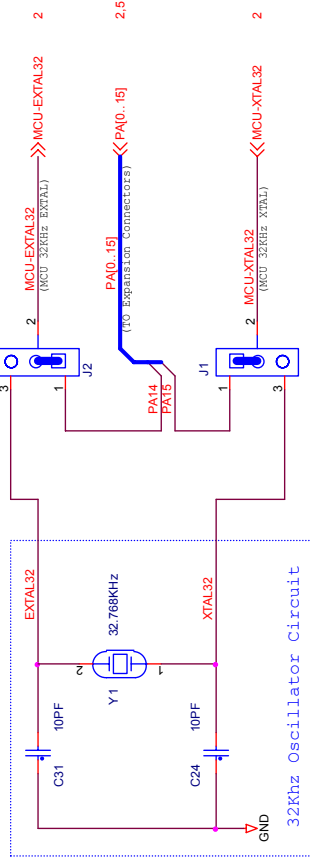 2
2,5
2
MCU-EXTAL32
PA[0..15]
MCU-XTAL32
MCU-EXTAL32
(MCU 32KHz EXTAL)
PA[0..15]
(TO Expansion Connectors)
MCU-XTAL32
(MCU 32KHz XTAL)
2
2
3
1
J2
J1
1
3
PA14
PA15
EXTAL32
XTAL32
2
32.768KHz
Y1
1
10PF
C31
10PF
C24
GND
32Khz Oscillator Circuit